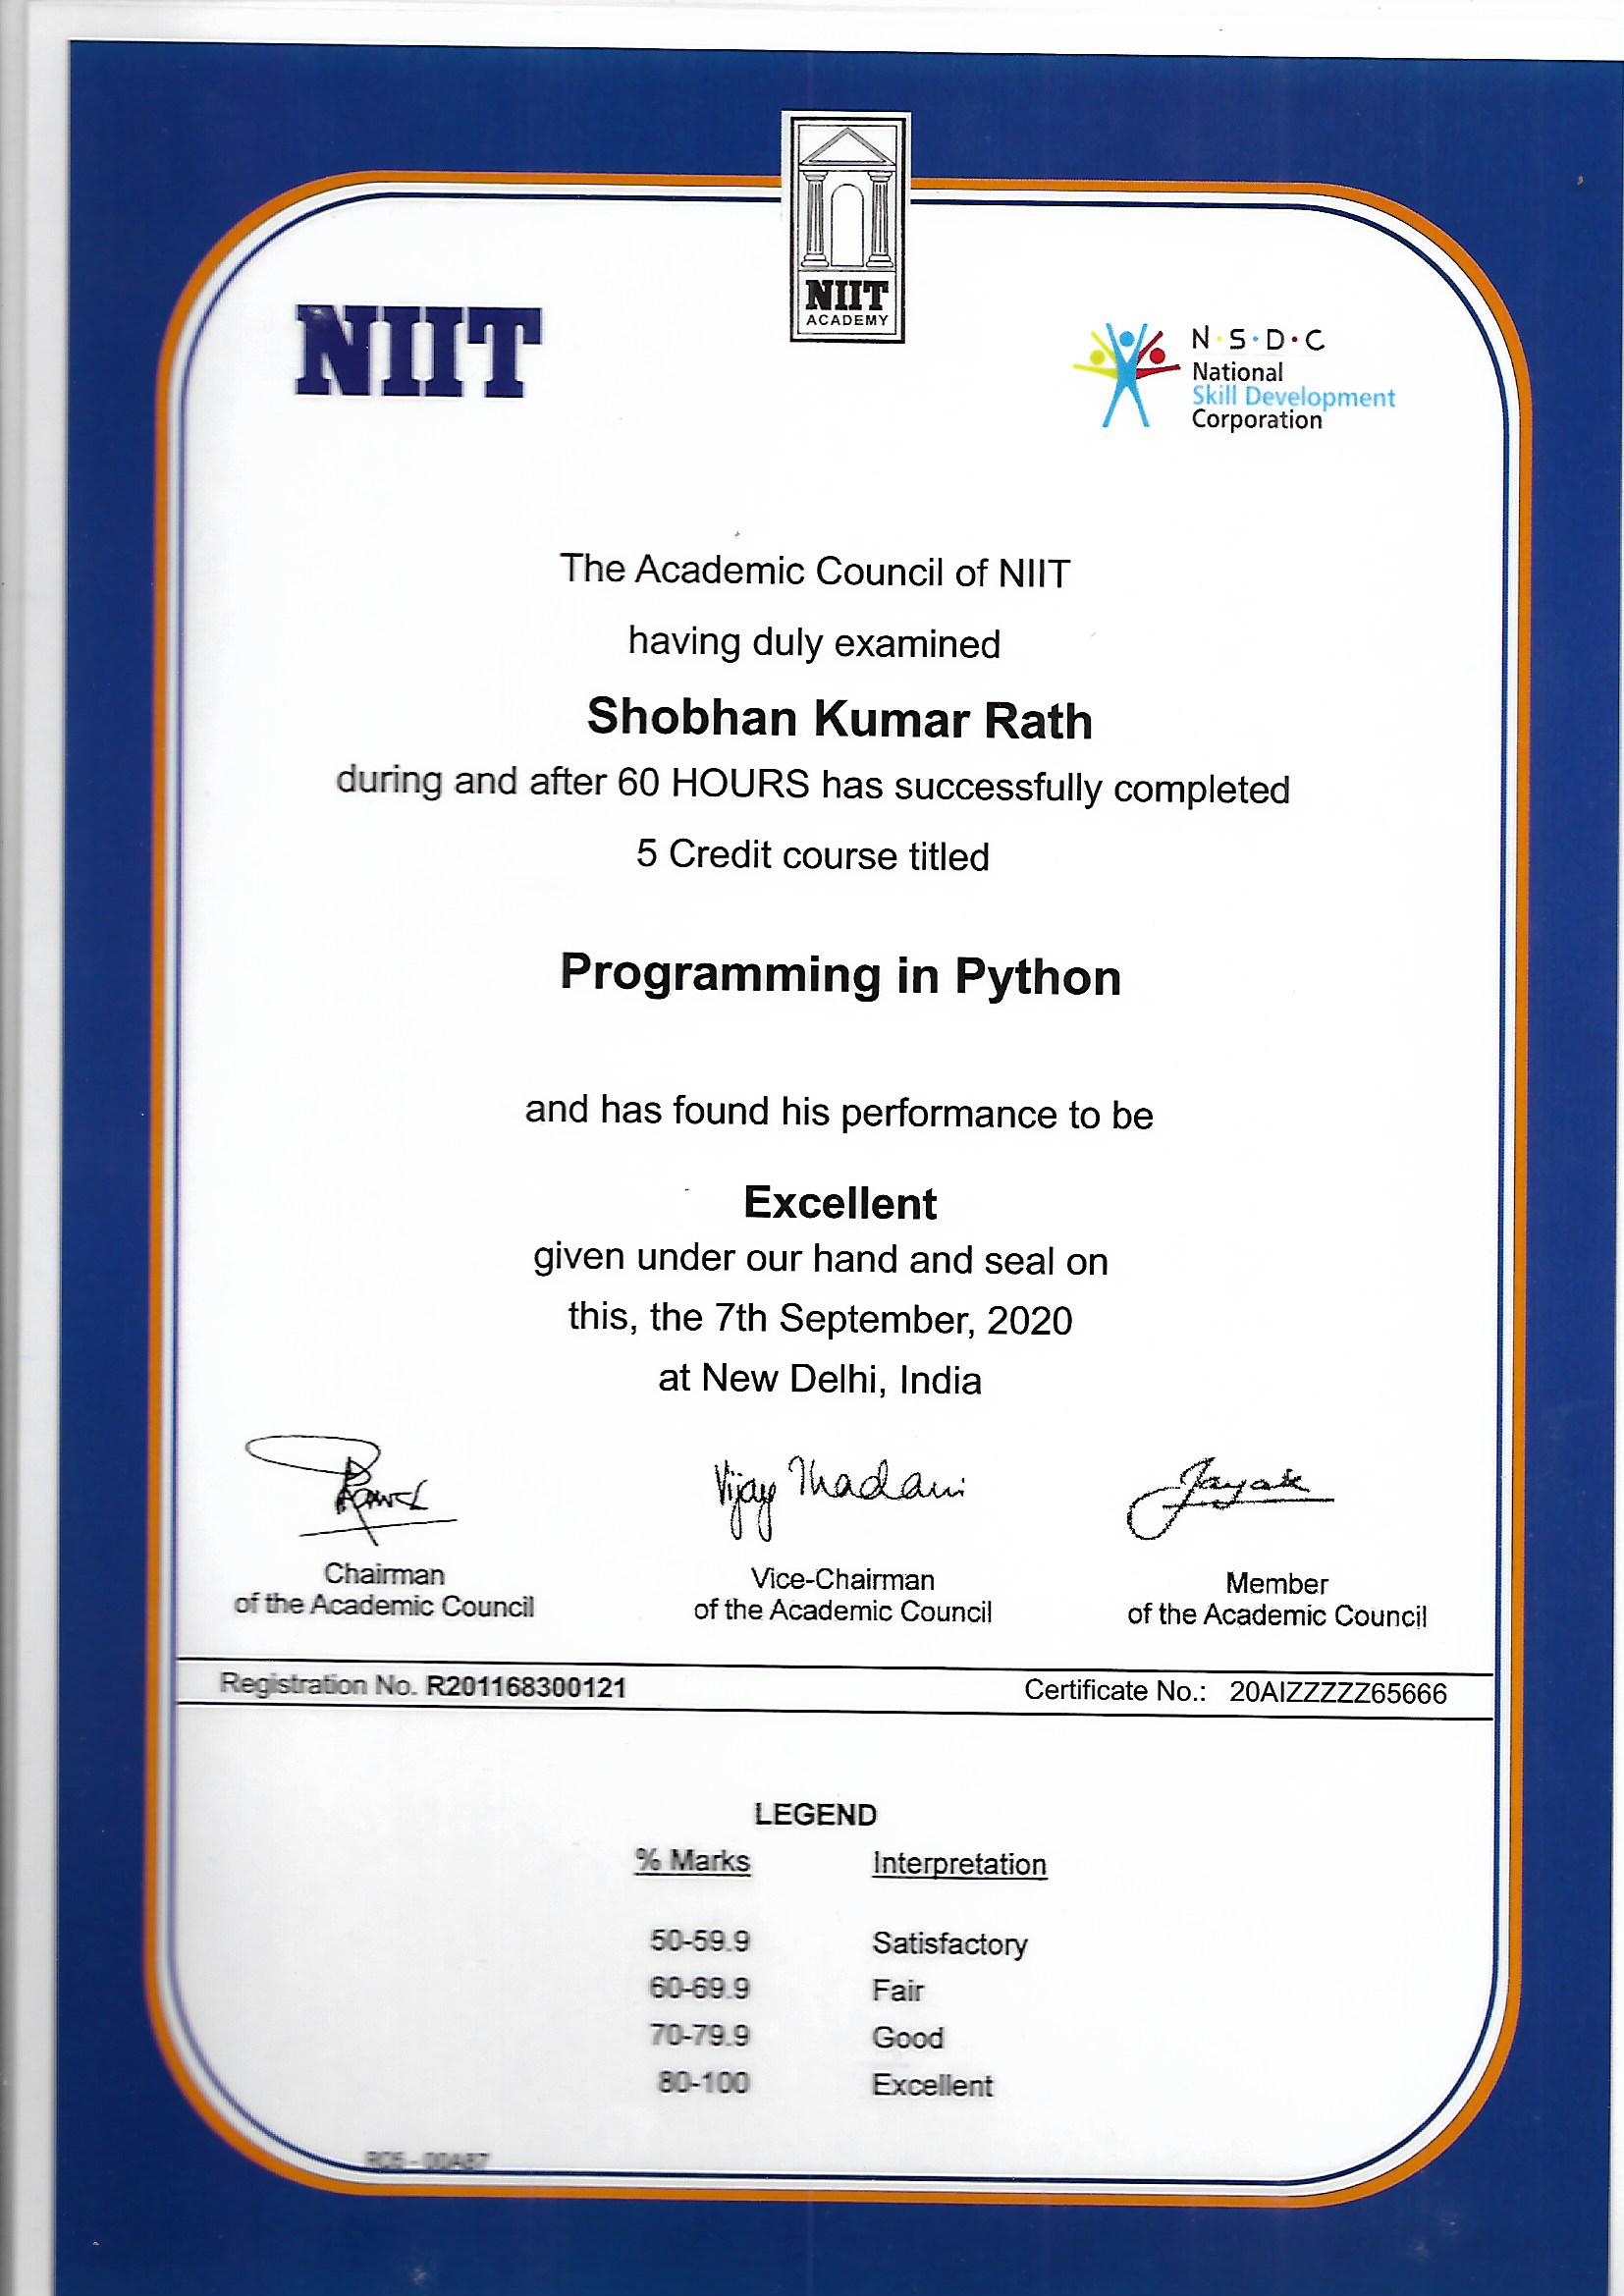 NIIT
ACADEMY
NIIT
N·S·D·C
National
Skill Development
Corporation
The Academic Council of NIIT
having duly examined
Shobhan Kumar Rath
during and after 60 HOURS has successfully completed
5 Credit course titled
Programming in Python
and has found his performance to be
Excellent
given under our hand and seal on
this, the 7th September, 2020
at New Delhi, India
Vijay Thadani
Chairman
of the Academic Council
Vice-Chairman
of the Academic Council
Member
of the Academic Council
Registration No. R201168300121 Certificate No.: 20AIZZZZZ65666
LEGEND
% Marks Interpretation
50-59.9 Satisfactory
60-69.9 Fair
70-79.9 Good
80-100 Excellent